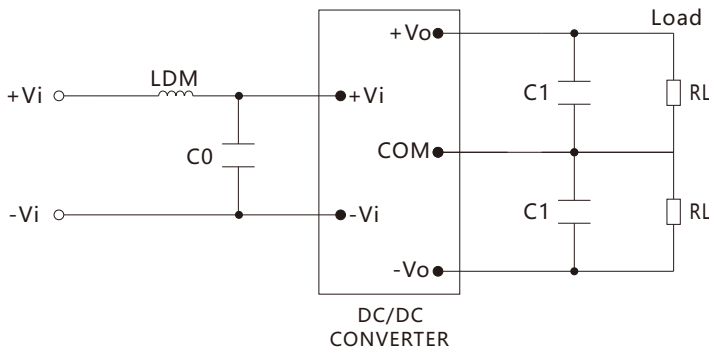 Load
+Vo
LDM
+Vi
+Vi
C1
RL
C0
COM
-Vi
-Vi
C1
RL
-Vo
DC/DC
CONVERTER